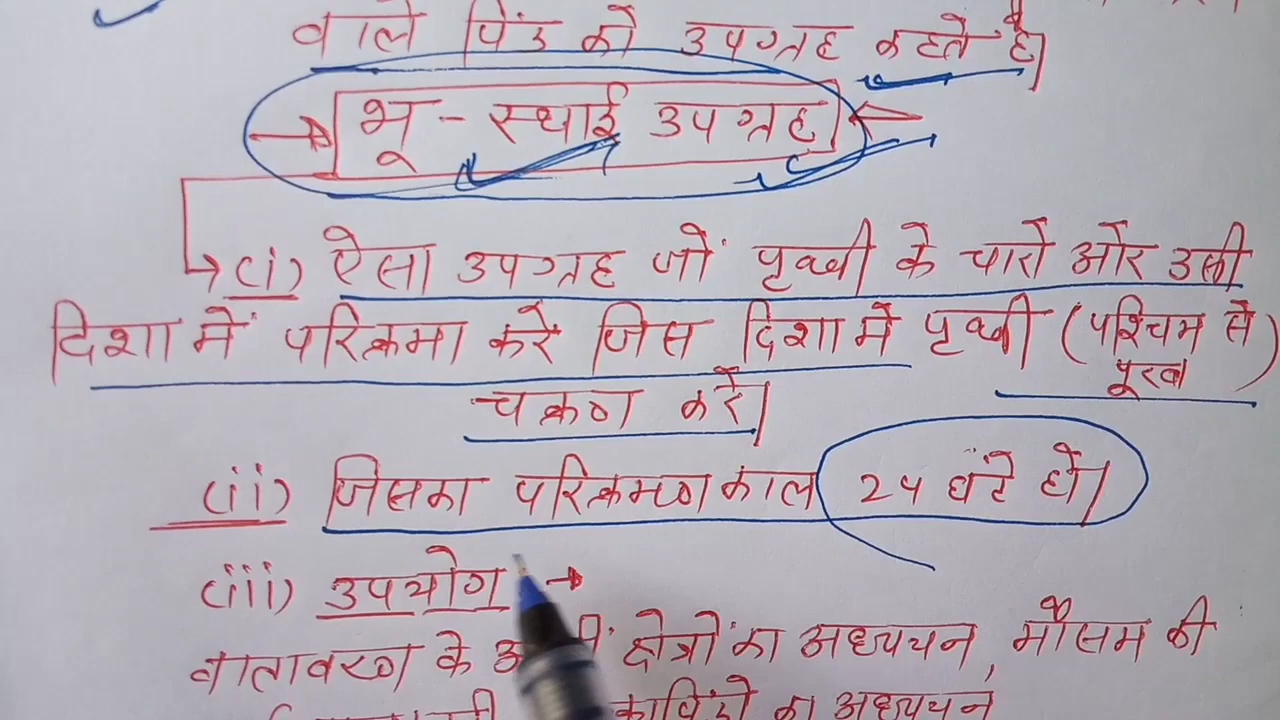 वाले पिंड को उपग्रह कहते है।
भू - स्थाई उपग्रह
(i) ऐसा उपग्रह जो पृथ्वी के चारो ओर उसी
दिशा में परिक्रमा करें जिस दिशा में पृथ्वी (पश्चिम से
पूरब)
चक्रण करें।
(ii) जिसका परिक्रमण काल 24 घंटे हो।
(iii) उपयोग →
वातावरण के क्षेत्रों का अध्ययन, मौसम की
का अध्ययन